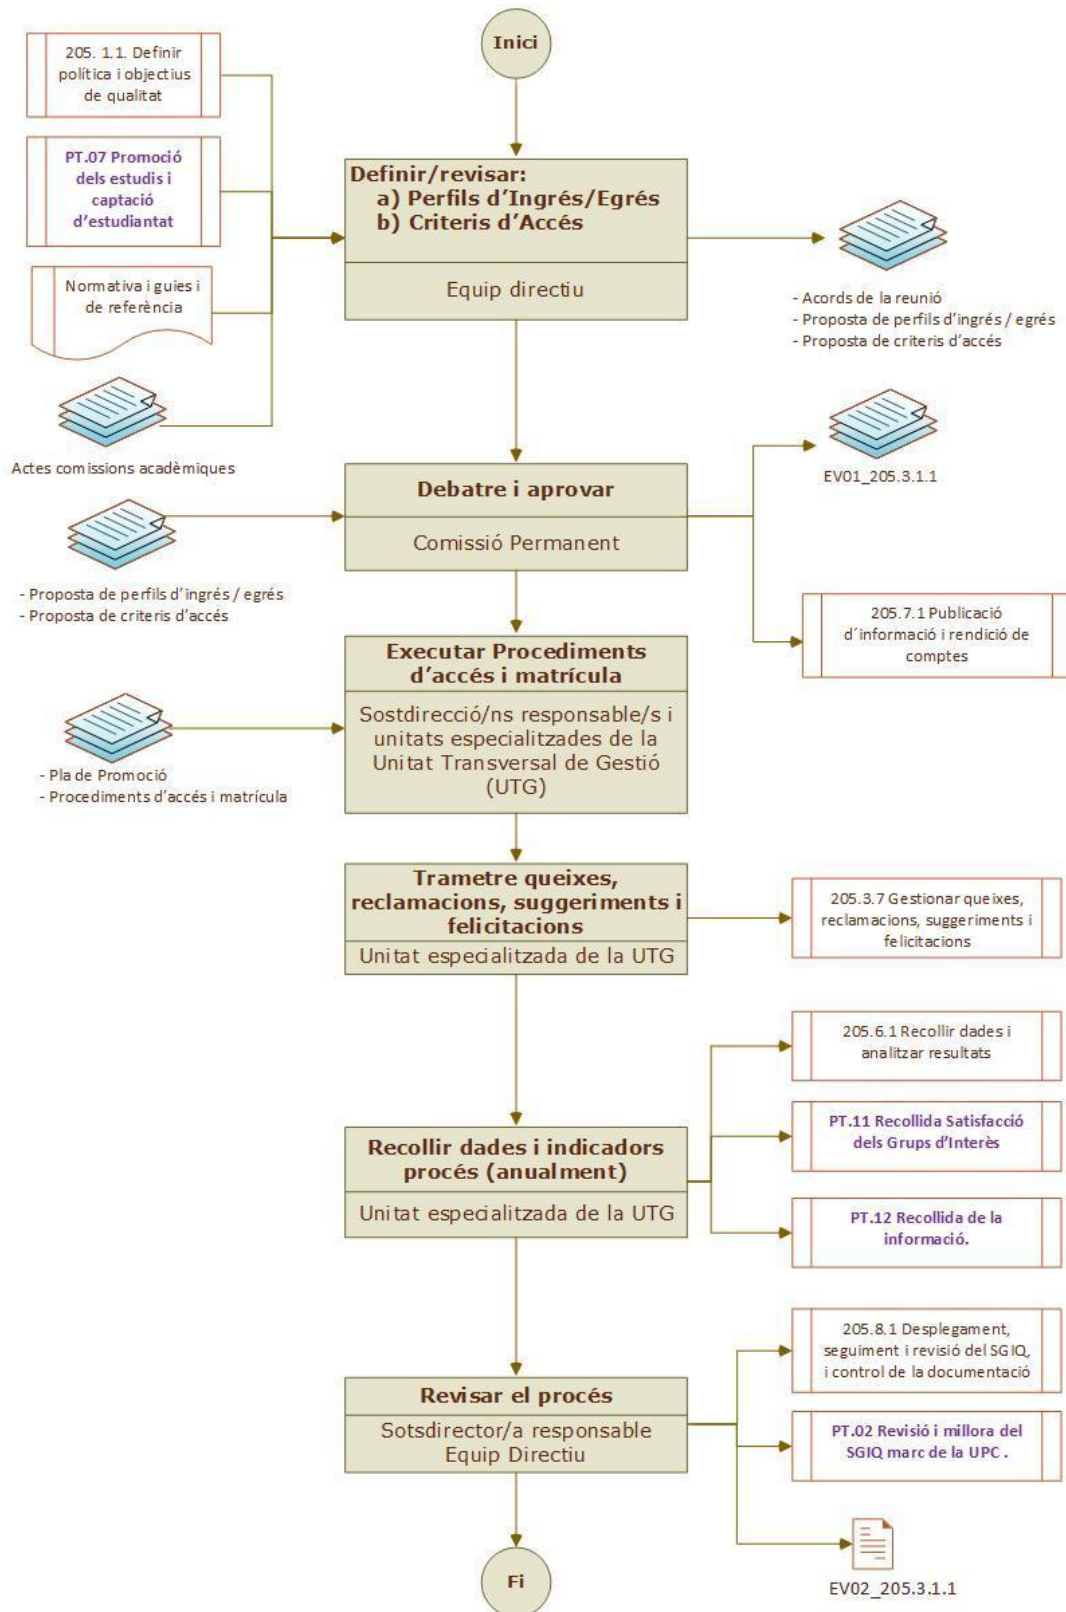 Inici
205. 1.1. Definir
política i objectius
de qualitat
PT.07 Promoció
dels estudis i
captació
d'estudiantat
Normativa i guies i
de referència
Actes comissions acadèmiques
Definir/revisar:
a) Perfils d'Ingrés/Egrés
b) Criteris d'Accés
Equip directiu
- Acords de la reunió
- Proposta de perfils d'ingrés / egrés
- Proposta de criteris d'accés
- Proposta de perfils d'ingrés / egrés
- Proposta de criteris d'accés
Debatre i aprovar
Comissió Permanent
EV01_205.3.1.1
205.7.1 Publicació
d´informació i rendició de
comptes
- Pla de Promoció
- Procediments d'accés i matrícula
Executar Procediments
d'accés i matrícula
Sostdirecció/ns responsable/s i
unitats especialitzades de la
Unitat Transversal de Gestió
(UTG)
Trametre queixes,
reclamacions, suggeriments i
felicitacions
Unitat especialitzada de la UTG
205.3.7 Gestionar queixes,
reclamacions, suggeriments i
felicitacions
Recollir dades i indicadors
procés (anualment)
Unitat especialitzada de la UTG
205.6.1 Recollir dades i
analitzar resultats
PT.11 Recollida Satisfacció
dels Grups d'Interès
PT.12 Recollida de la
informació.
Revisar el procés
Sotsdirector/a responsable
Equip Directiu
205.8.1 Desplegament,
seguiment i revisió del SGIQ,
i control de la documentació
PT.02 Revisió i millora del
SGIQ marc de la UPC .
EV02_205.3.1.1
Fi